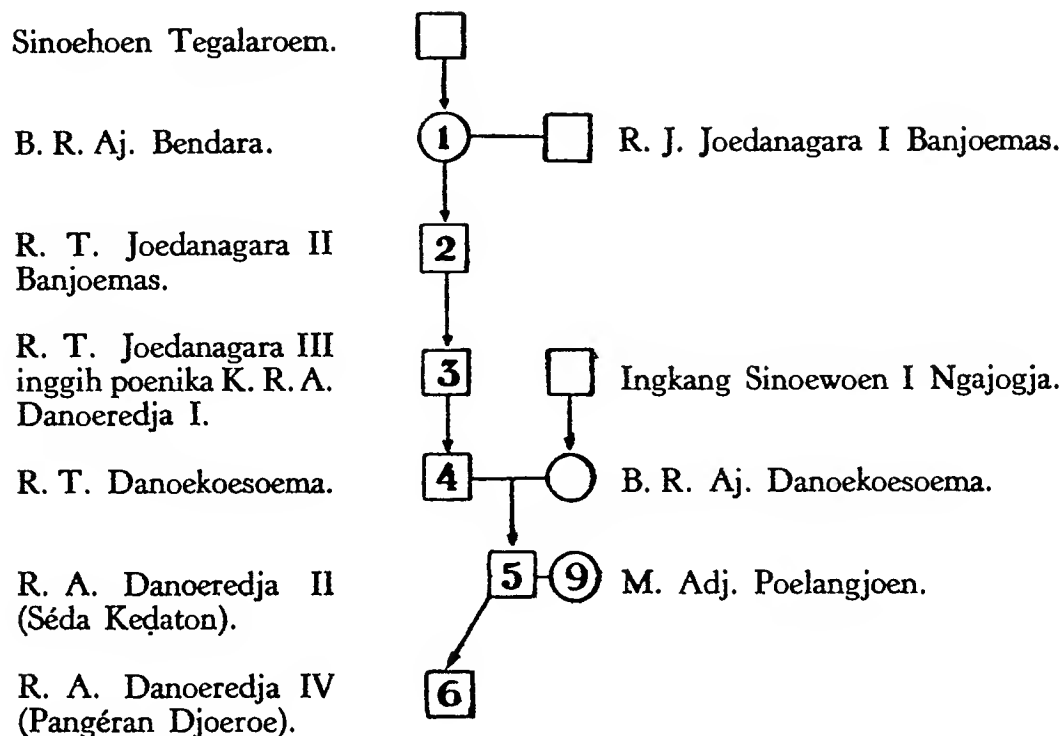 Sinoehoen Tegalaroem.
B. R. Aj. Bendara.
1
R. J. Joedanagara I Banjoemas.
R. T. Joedanagara II
Banjoemas.
2
R. T. Joedanagara III
inggih poenika K. R. A.
Danoeredja I.
3
Ingkang Sinoewoen I Ngajogja.
R. T. Danoekoesoema.
4
B. R. Aj. Danoekoesoema.
R. A. Danoeredja II
(Séda Keḍaton).
5
9
M. Adj. Poelangjoen.
R. A. Danoeredja IV
(Pangéran Djoeroe).
6